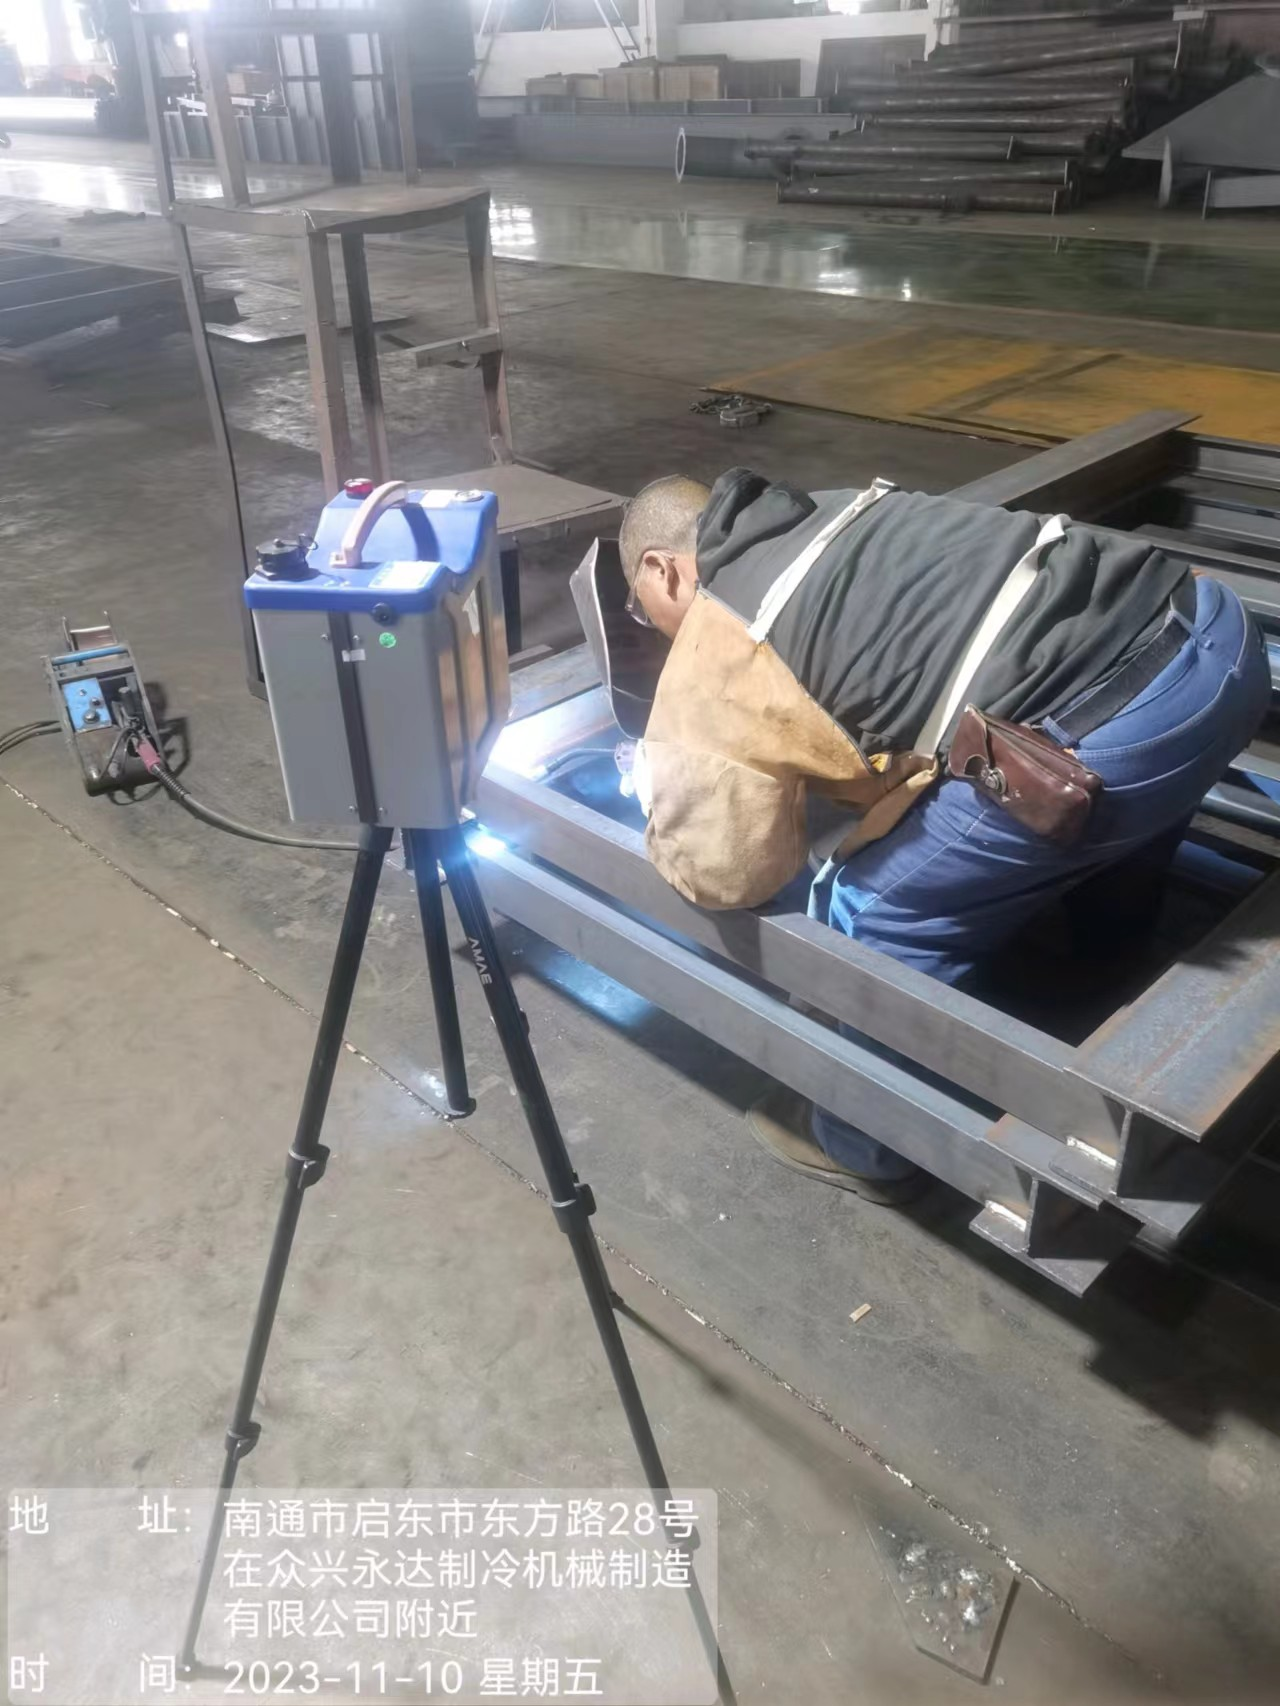 AMAE
地 址: 南通市启东市东方路28号
在众兴永达制冷机械制造
有限公司附近
时 间: 2023-11-10 星期五